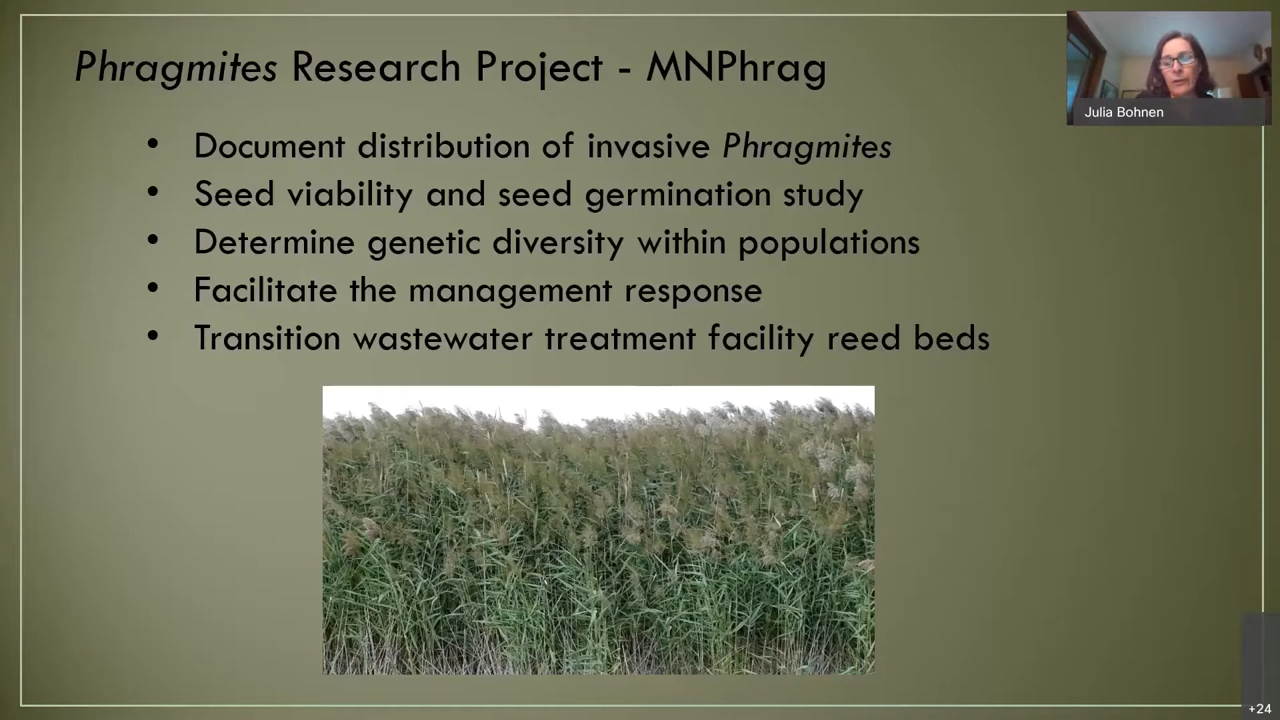 Phragmites Research Project - MNPhrag
Julia Bohnen
• Document distribution of invasive Phragmites
• Seed viability and seed germination study
• Determine genetic diversity within populations
• Facilitate the management response
• Transition wastewater treatment facility reed beds
+24